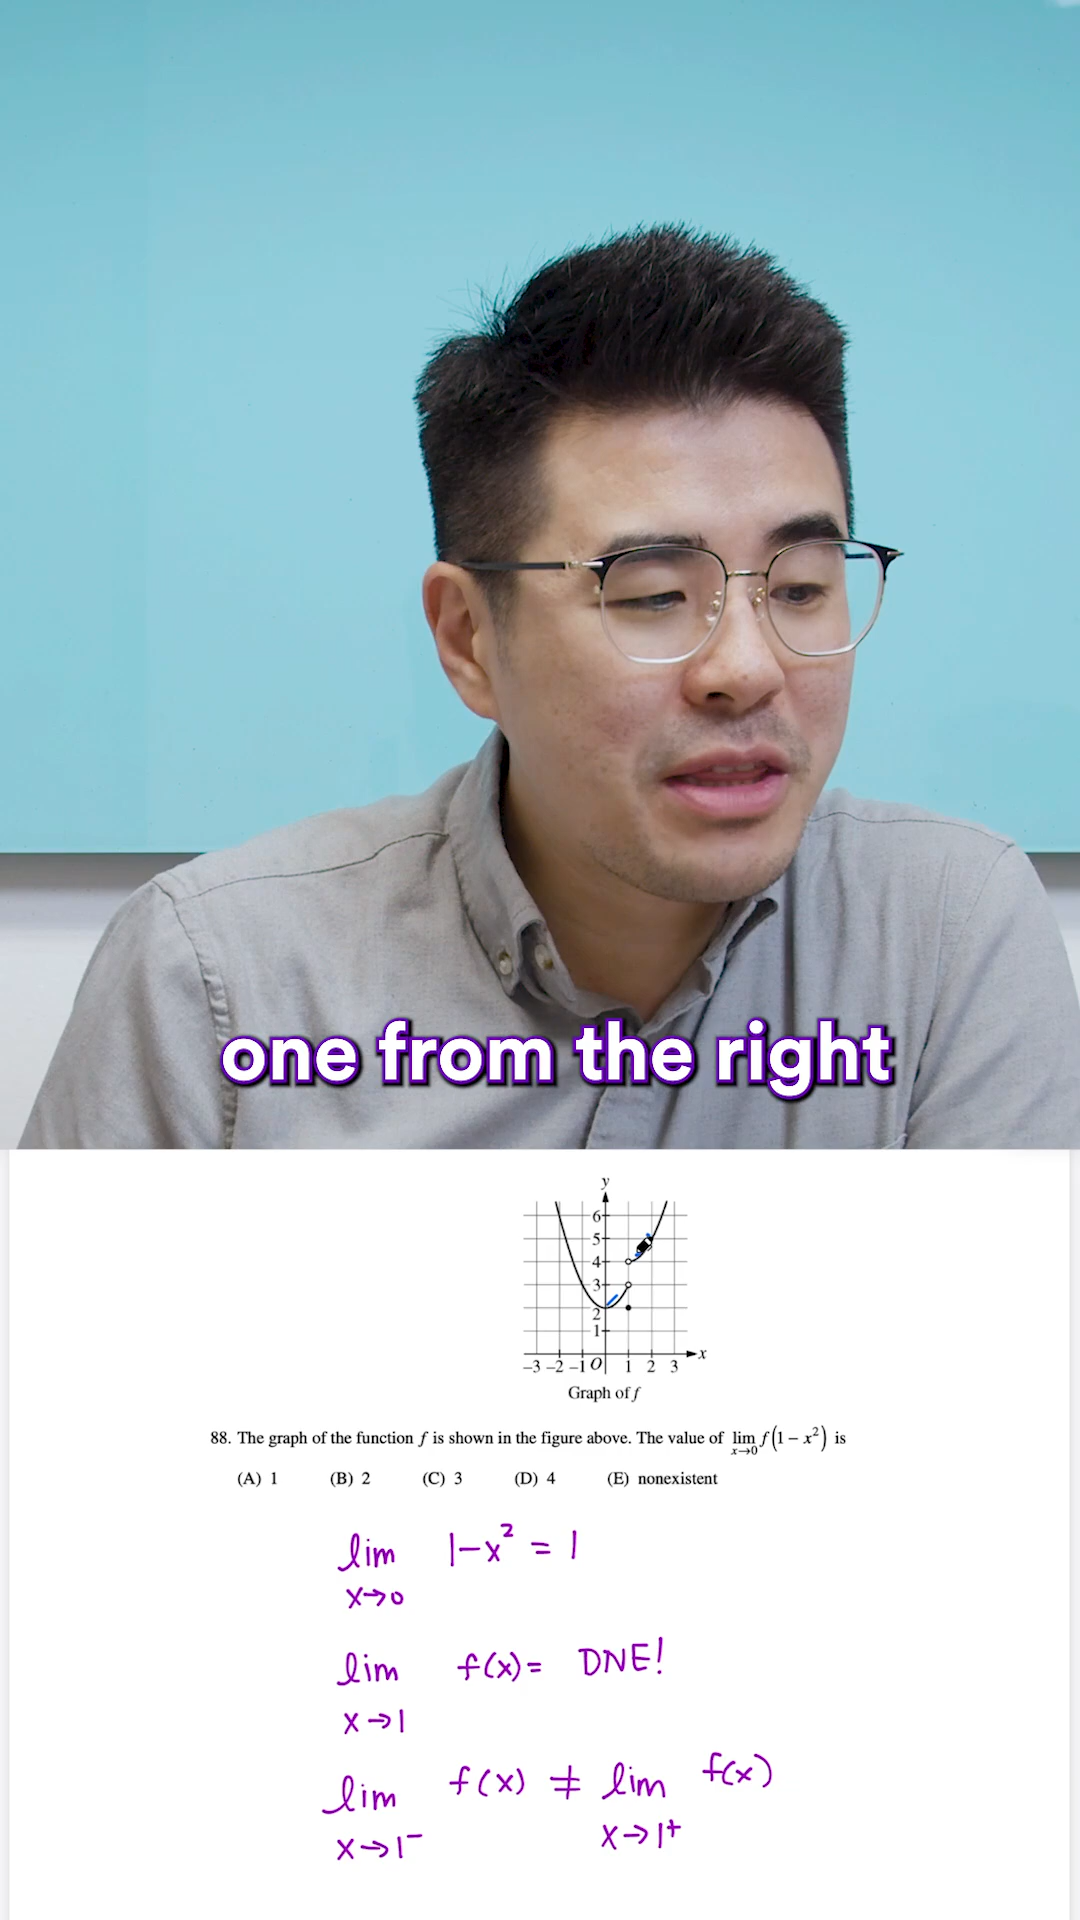 one from the right
y
6
5
4
3
2
1
-3 -2 -1 O 1 2 3 x
Graph of f
88. The graph of the function f is shown in the figure above. The value of lim x→0 f(1 − x²) is
(A) 1 (B) 2 (C) 3 (D) 4 (E) nonexistent
lim 1-x² = 1
x→0
lim f(x) = DNE!
x→1
lim f(x) ≠ lim f(x)
x→1⁻ x→1⁺